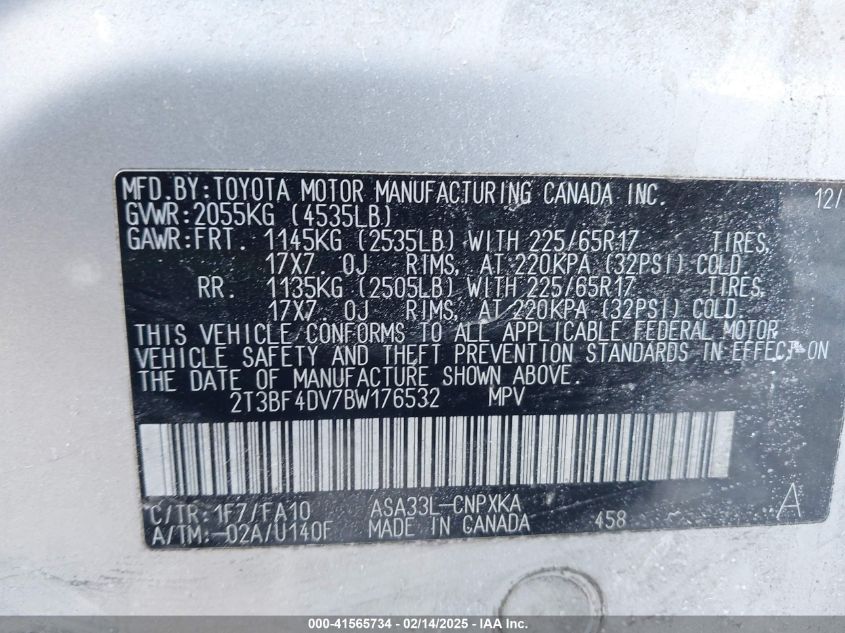 MFD.BY:TOYOTA MOTOR MANUFACTURING CANADA INC. 12/
GVWR:2055KG (4535LB)
GAWR:FRT. 1145KG (2535LB) WITH 225/65R17 TIRES,
17X7.0J RIMS, AT 220KPA (32PSI) COLD.
RR. 1135KG (2505LB) WITH 225/65R17 TIRES,
17X7.0J RIMS, AT 220KPA (32PSI) COLD.
THIS VEHICLE CONFORMS TO ALL APPLICABLE FEDERAL MOTOR
VEHICLE SAFETY AND THEFT PREVENTION STANDARDS IN EFFECT ON
THE DATE OF MANUFACTURE SHOWN ABOVE.
2T3BF4DV7BW176532 MPV
C/TR:1F7/FA10 ASA33L-CNPXKA A
A/TM:-02A/U140F MADE IN CANADA 458
000-41565734 - 02/14/2025 - IAA Inc.